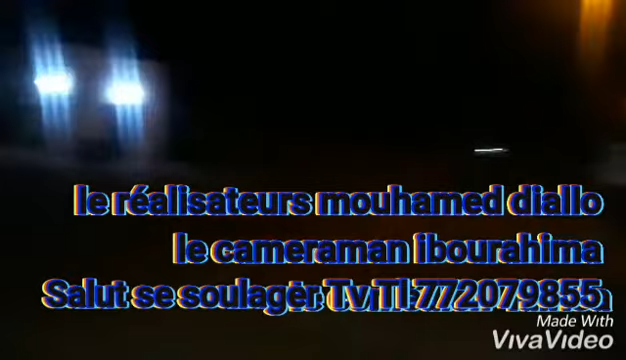 le réalisateurs mouhamed diallo
le cameraman ibourahima
Salut se soulager Tv Tl 772079855
Made With
VivaVideo